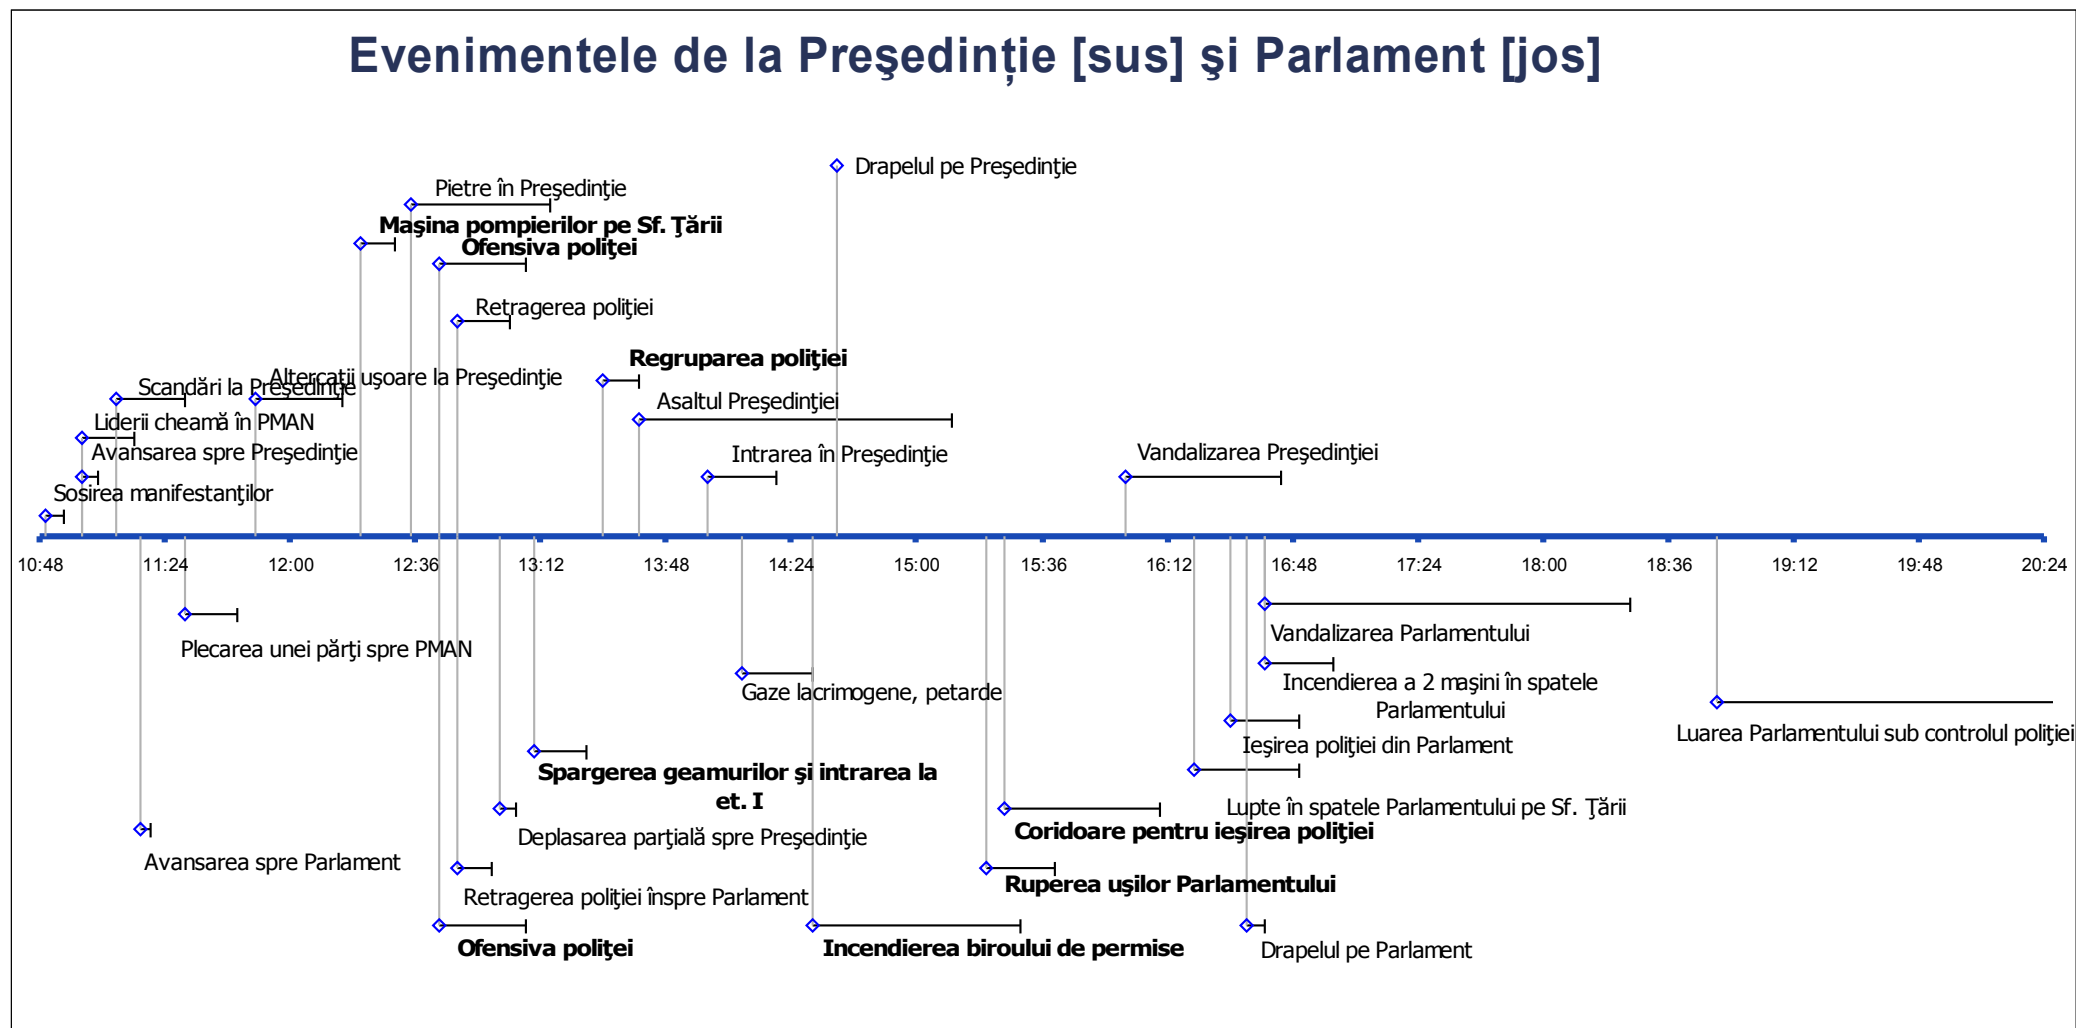 Evenimentele de la Preşedinție [sus] şi Parlament [jos]
Drapelul pe Preşedinţie
Pietre în Preşedinţie
Maşina pompierilor pe Sf. Ţării
Ofensiva poliţei
Retragerea poliţiei
Regruparea poliţiei
Altercaţii uşoare la Preşedinţie
Scandări la Preşedinţie
Asaltul Preşedinţiei
Liderii cheamă în PMAN
Avansarea spre Preşedinţie
Intrarea în Preşedinţie
Vandalizarea Preşedinţiei
Sosirea manifestanţilor
10:48 11:24 12:00 12:36 13:12 13:48 14:24 15:00 15:36 16:12 16:48 17:24 18:00 18:36 19:12 19:48 20:24
Vandalizarea Parlamentului
Plecarea unei părţi spre PMAN
Incendierea a 2 maşini în spatele
Parlamentului
Gaze lacrimogene, petarde
Luarea Parlamentului sub controlul poliţiei
Ieşirea poliţiei din Parlament
Spargerea geamurilor şi intrarea la
et. I
Lupte în spatele Parlamentului pe Sf. Ţării
Coridoare pentru ieşirea poliţiei
Deplasarea parţială spre Preşedinţie
Avansarea spre Parlament
Ruperea uşilor Parlamentului
Retragerea poliţiei înspre Parlament
Ofensiva poliţei
Incendierea biroului de permise
Drapelul pe Parlament